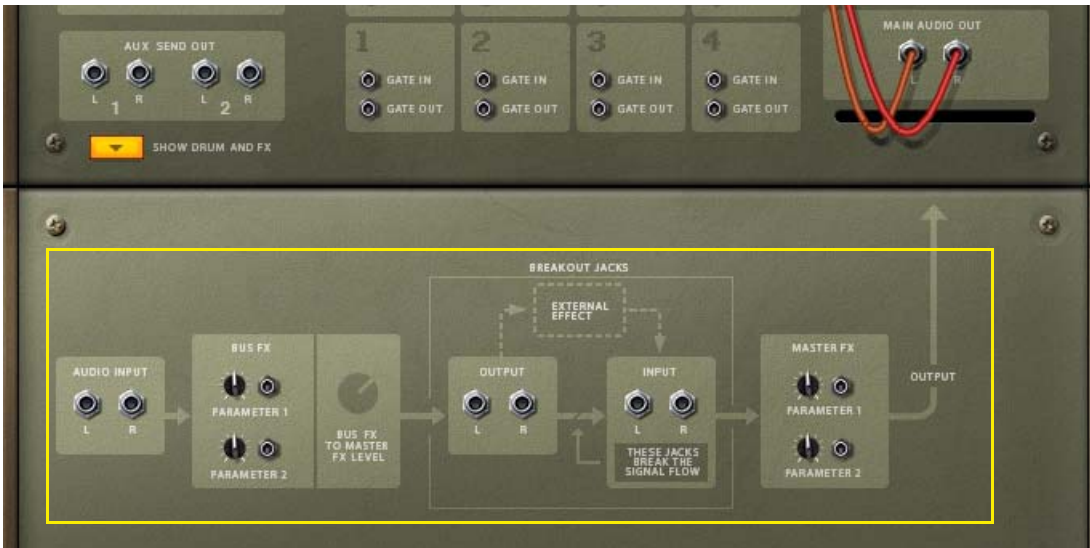 AUX SEND OUT
L R L R
1 2
SHOW DRUM AND FX
1 2 3 4
GATE IN GATE IN GATE IN GATE IN
GATE OUT GATE OUT GATE OUT GATE OUT
MAIN AUDIO OUT
L R
BREAKOUT JACKS
EXTERNAL
EFFECT
AUDIO INPUT
L R
BUS FX
PARAMETER 1
PARAMETER 2
BUS FX
TO MASTER
FX LEVEL
OUTPUT
L R
INPUT
L R
THESE JACKS
BREAK THE
SIGNAL FLOW
MASTER FX
PARAMETER 1
PARAMETER 2
OUTPUT